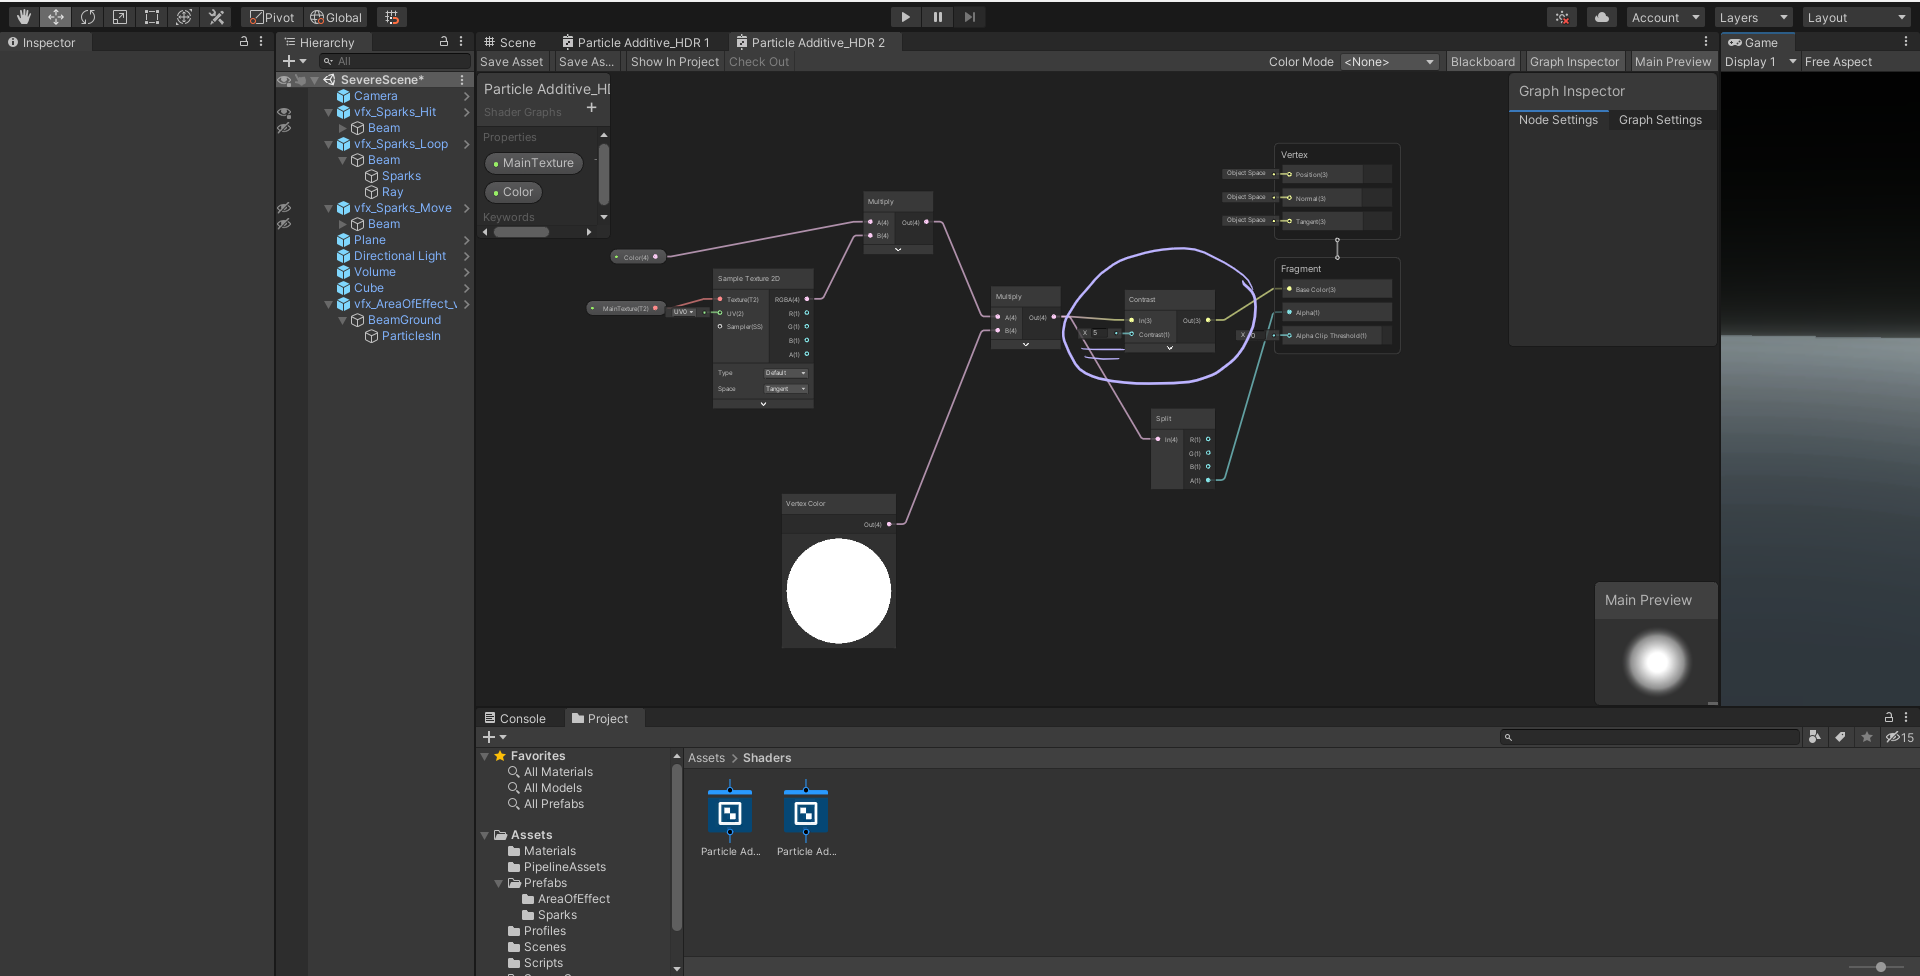 Pivot Global Account Layers Layout
Inspector
Hierarchy
All
SevereScene*
Camera
vfx_Sparks_Hit
Beam
vfx_Sparks_Loop
Beam
Sparks
Ray
vfx_Sparks_Move
Beam
Plane
Directional Light
Volume
Cube
vfx_AreaOfEffect_v
BeamGround
ParticlesIn
Scene Particle Additive_HDR 1 Particle Additive_HDR 2
Save Asset Save As... Show In Project Check Out Color Mode <None> Blackboard Graph Inspector Main Preview
Particle Additive_HD
Shader Graphs
Properties
MainTexture
Color
Keywords
Color(4)
MainTexture(T2)
UV0
Sample Texture 2D
Texture(T2) RGBA(4)
UV(2) R(1)
Sampler(SS) G(1)
B(1)
A(1)
Type Default
Space Tangent
Multiply
A(4) Out(4)
B(4)
Vertex Color
Out(4)
Multiply
A(4) Out(4)
B(4)
X 5
Contrast
In(3) Out(3)
Contrast(1)
Split
In(4) R(1)
G(1)
B(1)
A(1)
Vertex
Object Space Position(3)
Object Space Normal(3)
Object Space Tangent(3)
Fragment
Base Color(3)
Alpha(1)
X 0 Alpha Clip Threshold(1)
Graph Inspector
Node Settings Graph Settings
Main Preview
Game
Display 1 Free Aspect
Console Project
15
Favorites
All Materials
All Models
All Prefabs
Assets
Materials
PipelineAssets
Prefabs
AreaOfEffect
Sparks
Profiles
Scenes
Scripts
Assets > Shaders
Particle Ad... Particle Ad...